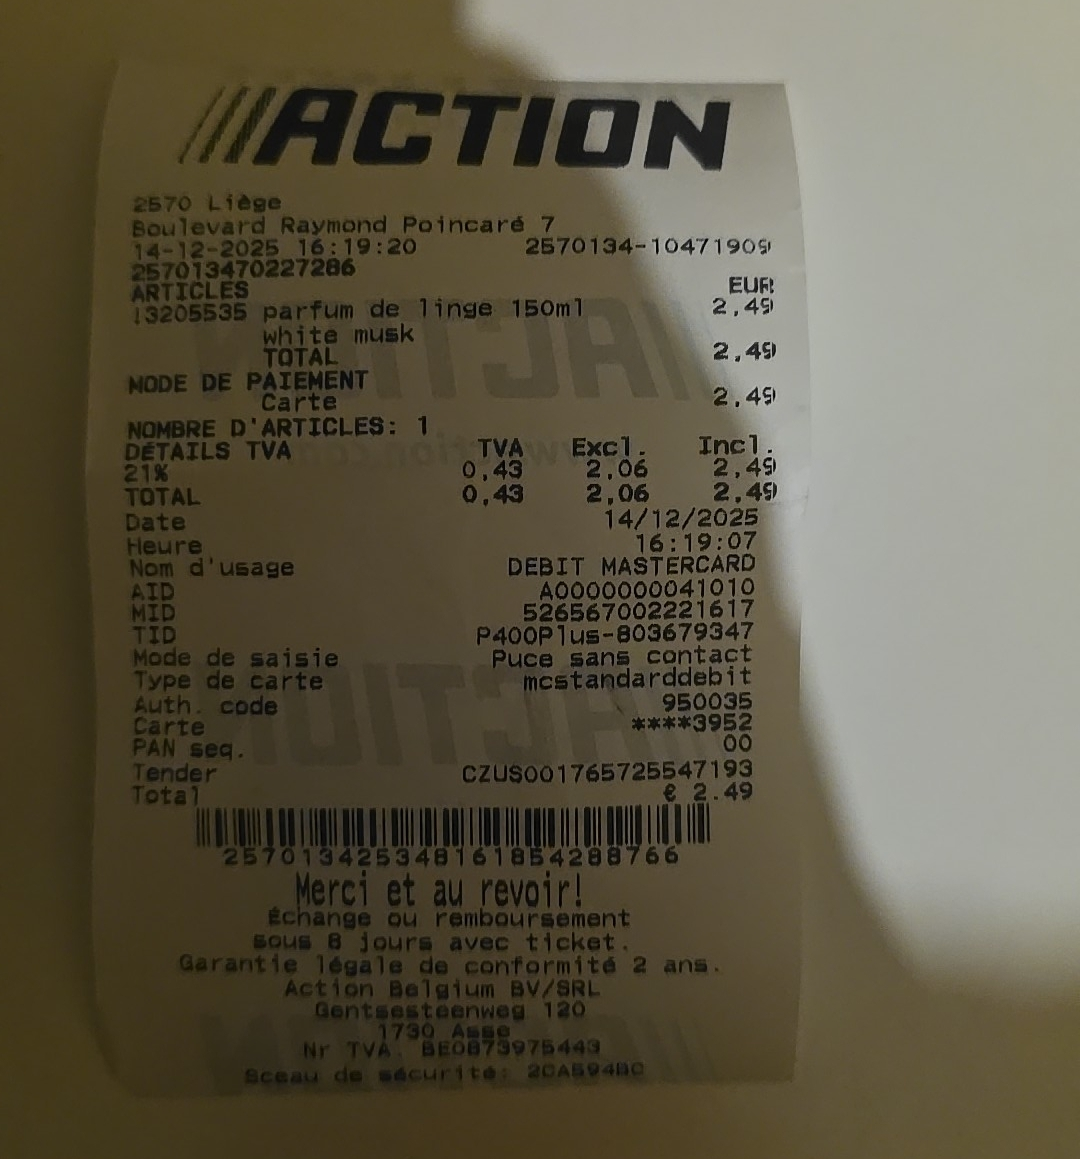 ///ACTION
2570 Liège
Boulevard Raymond Poincaré 7
14-12-2025 16:19:20 2570134-10471909
257013470227286
ARTICLES EUR
13205535 parfum de linge 150ml 2,49
white musk
TOTAL 2,49
MODE DE PAIEMENT
Carte 2,49
NOMBRE D'ARTICLES: 1
DÉTAILS TVA TVA Excl. Incl.
21% 0,43 2,06 2,49
TOTAL 0,43 2,06 2,49
Date 14/12/2025
Heure 16:19:07
Nom d'usage DEBIT MASTERCARD
AID A0000000041010
MID 526567002221617
TID P400Plus-803679347
Mode de saisie Puce sans contact
Type de carte mcstandarddebit
Auth. code 950035
Carte ****3952
PAN seq. 00
Tender CZUS001765725547193
Total € 2.49
257013425348161854288766
Merci et au revoir!
Échange ou remboursement
sous 8 jours avec ticket.
Garantie légale de conformité 2 ans.
Action Belgium BV/SRL
Gentsesteenweg 120
1730 Asse
Nr TVA. BE0873975443
Sceau de sécurité: